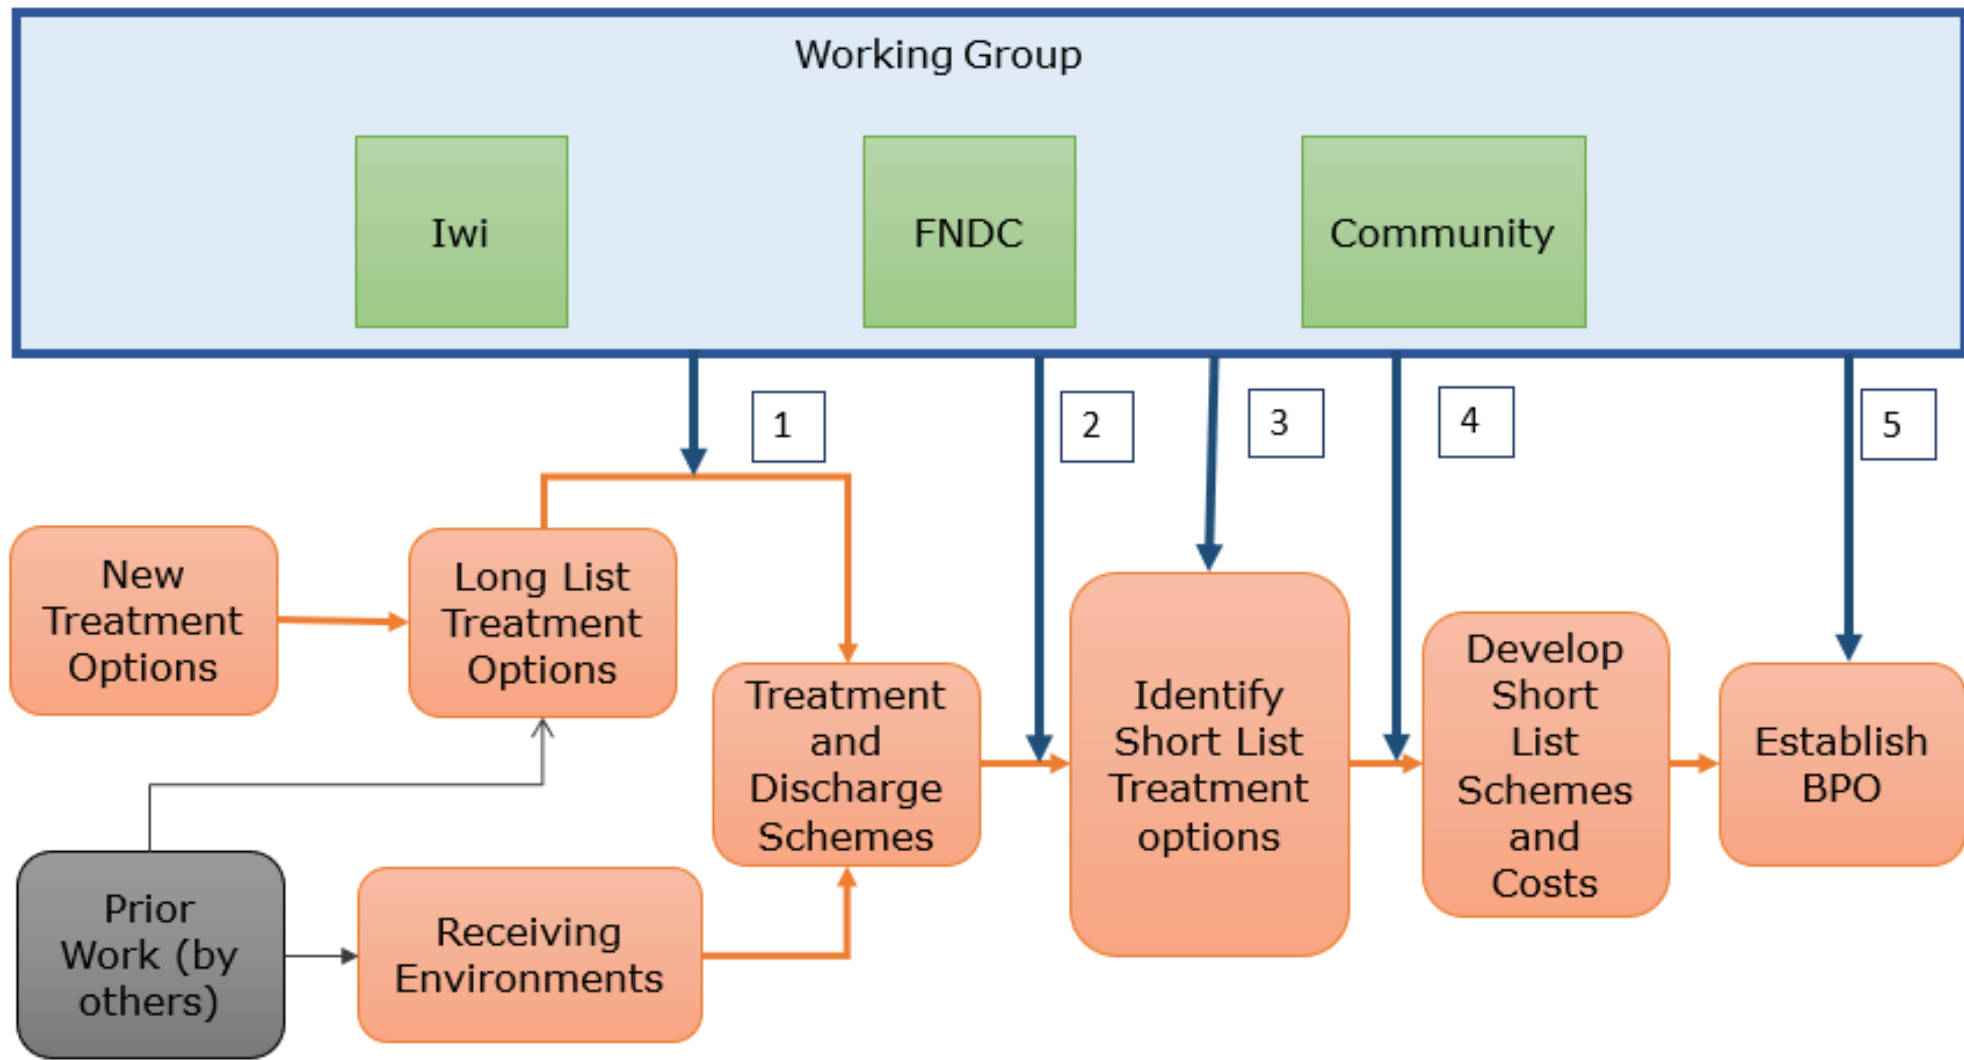 Working Group
Iwi
FNDC
Community
1
2
3
4
5
New
Treatment
Options
Long List
Treatment
Options
Treatment
and
Discharge
Schemes
Identify
Short List
Treatment
options
Develop
Short
List
Schemes
and
Costs
Establish
BPO
Prior
Work (by
others)
Receiving
Environments